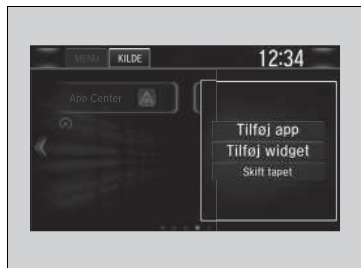 MENU KILDE 12:34
App Center
Tilføj app
Tilføj widget
Skift tapet